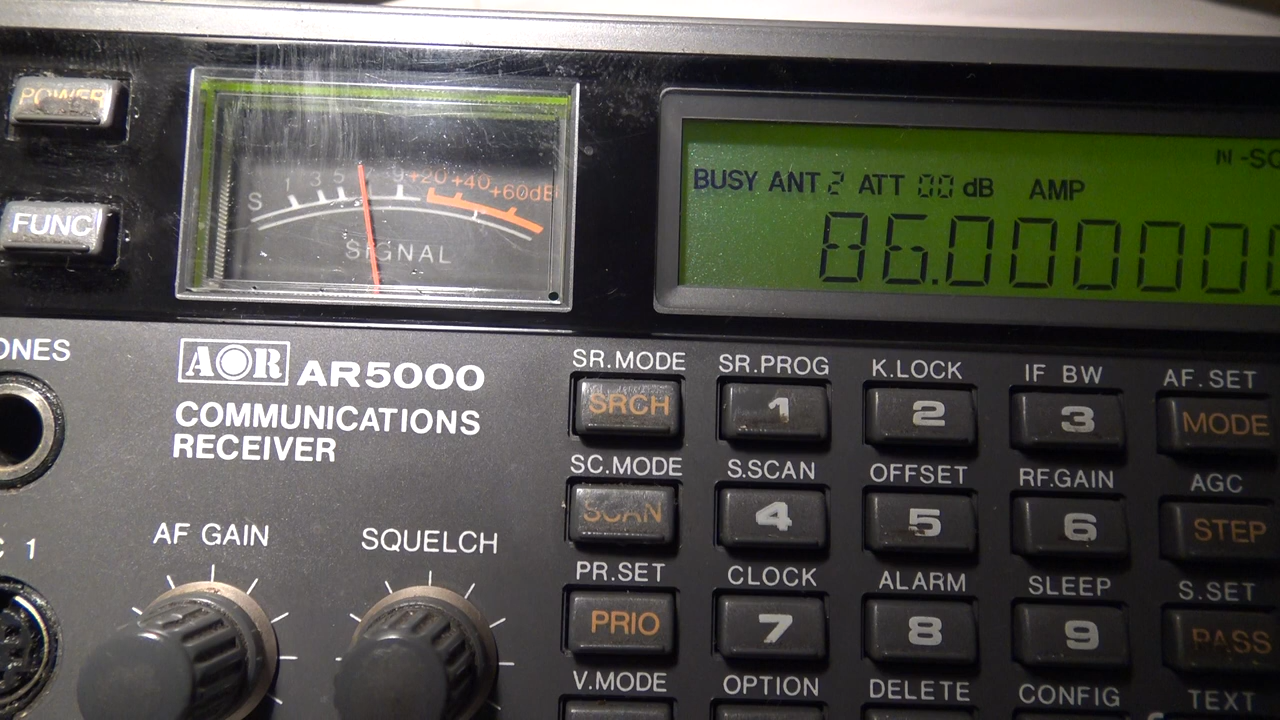 POWER
FUNC
S 1 3 5 7 9 +20 +40 +60dB
SIGNAL
BUSY ANT 2 ATT 00 dB AMP
86.00000
ONES
AOR AR5000
COMMUNICATIONS
RECEIVER
C 1
AF GAIN
SQUELCH
SR.MODE SR.PROG K.LOCK IF BW AF.SET
SRCH 1 2 3 MODE
SC.MODE S.SCAN OFFSET RF.GAIN AGC
SCAN 4 5 6 STEP
PR.SET CLOCK ALARM SLEEP S.SET
PRIO 7 8 9 PASS
V.MODE OPTION DELETE CONFIG TEXT